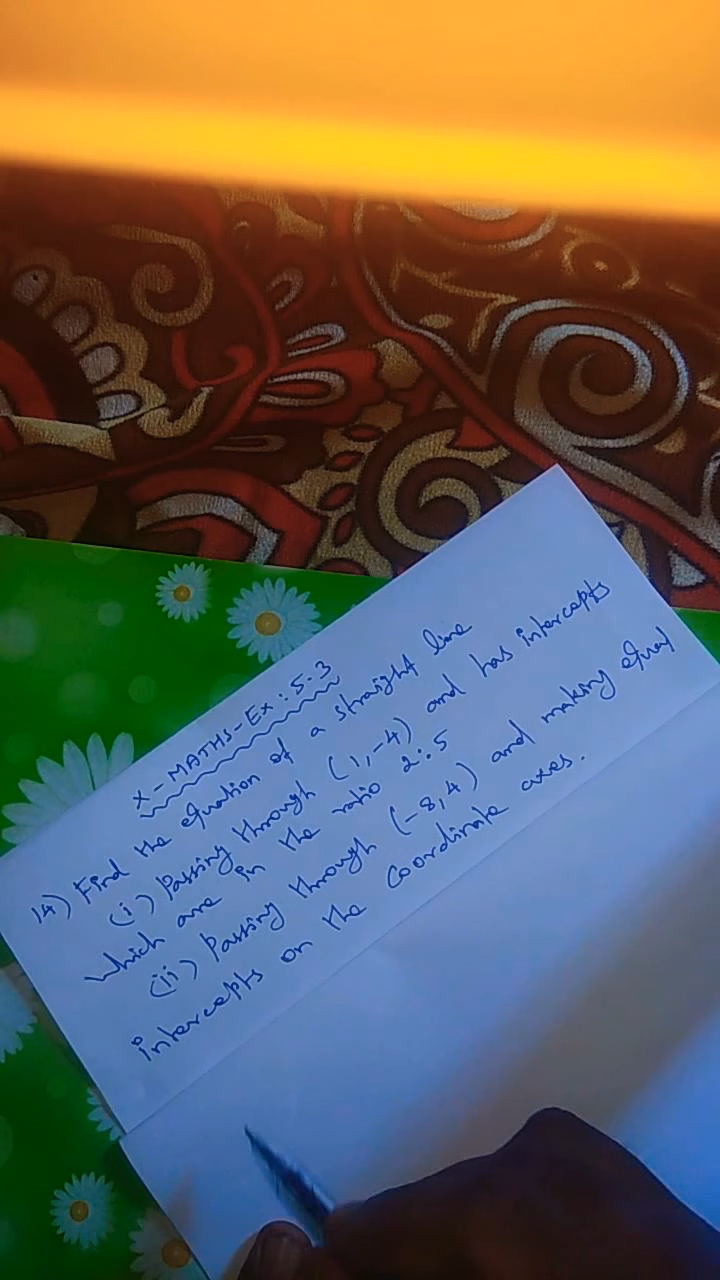 X-MATHS-Ex: 5.3
14) Find the equation of a straight line
(i) Passing through (1,-4) and has intercepts
which are in the ratio 2:5
(ii) Passing through (-8,4) and making equal
intercepts on the coordinate axes.